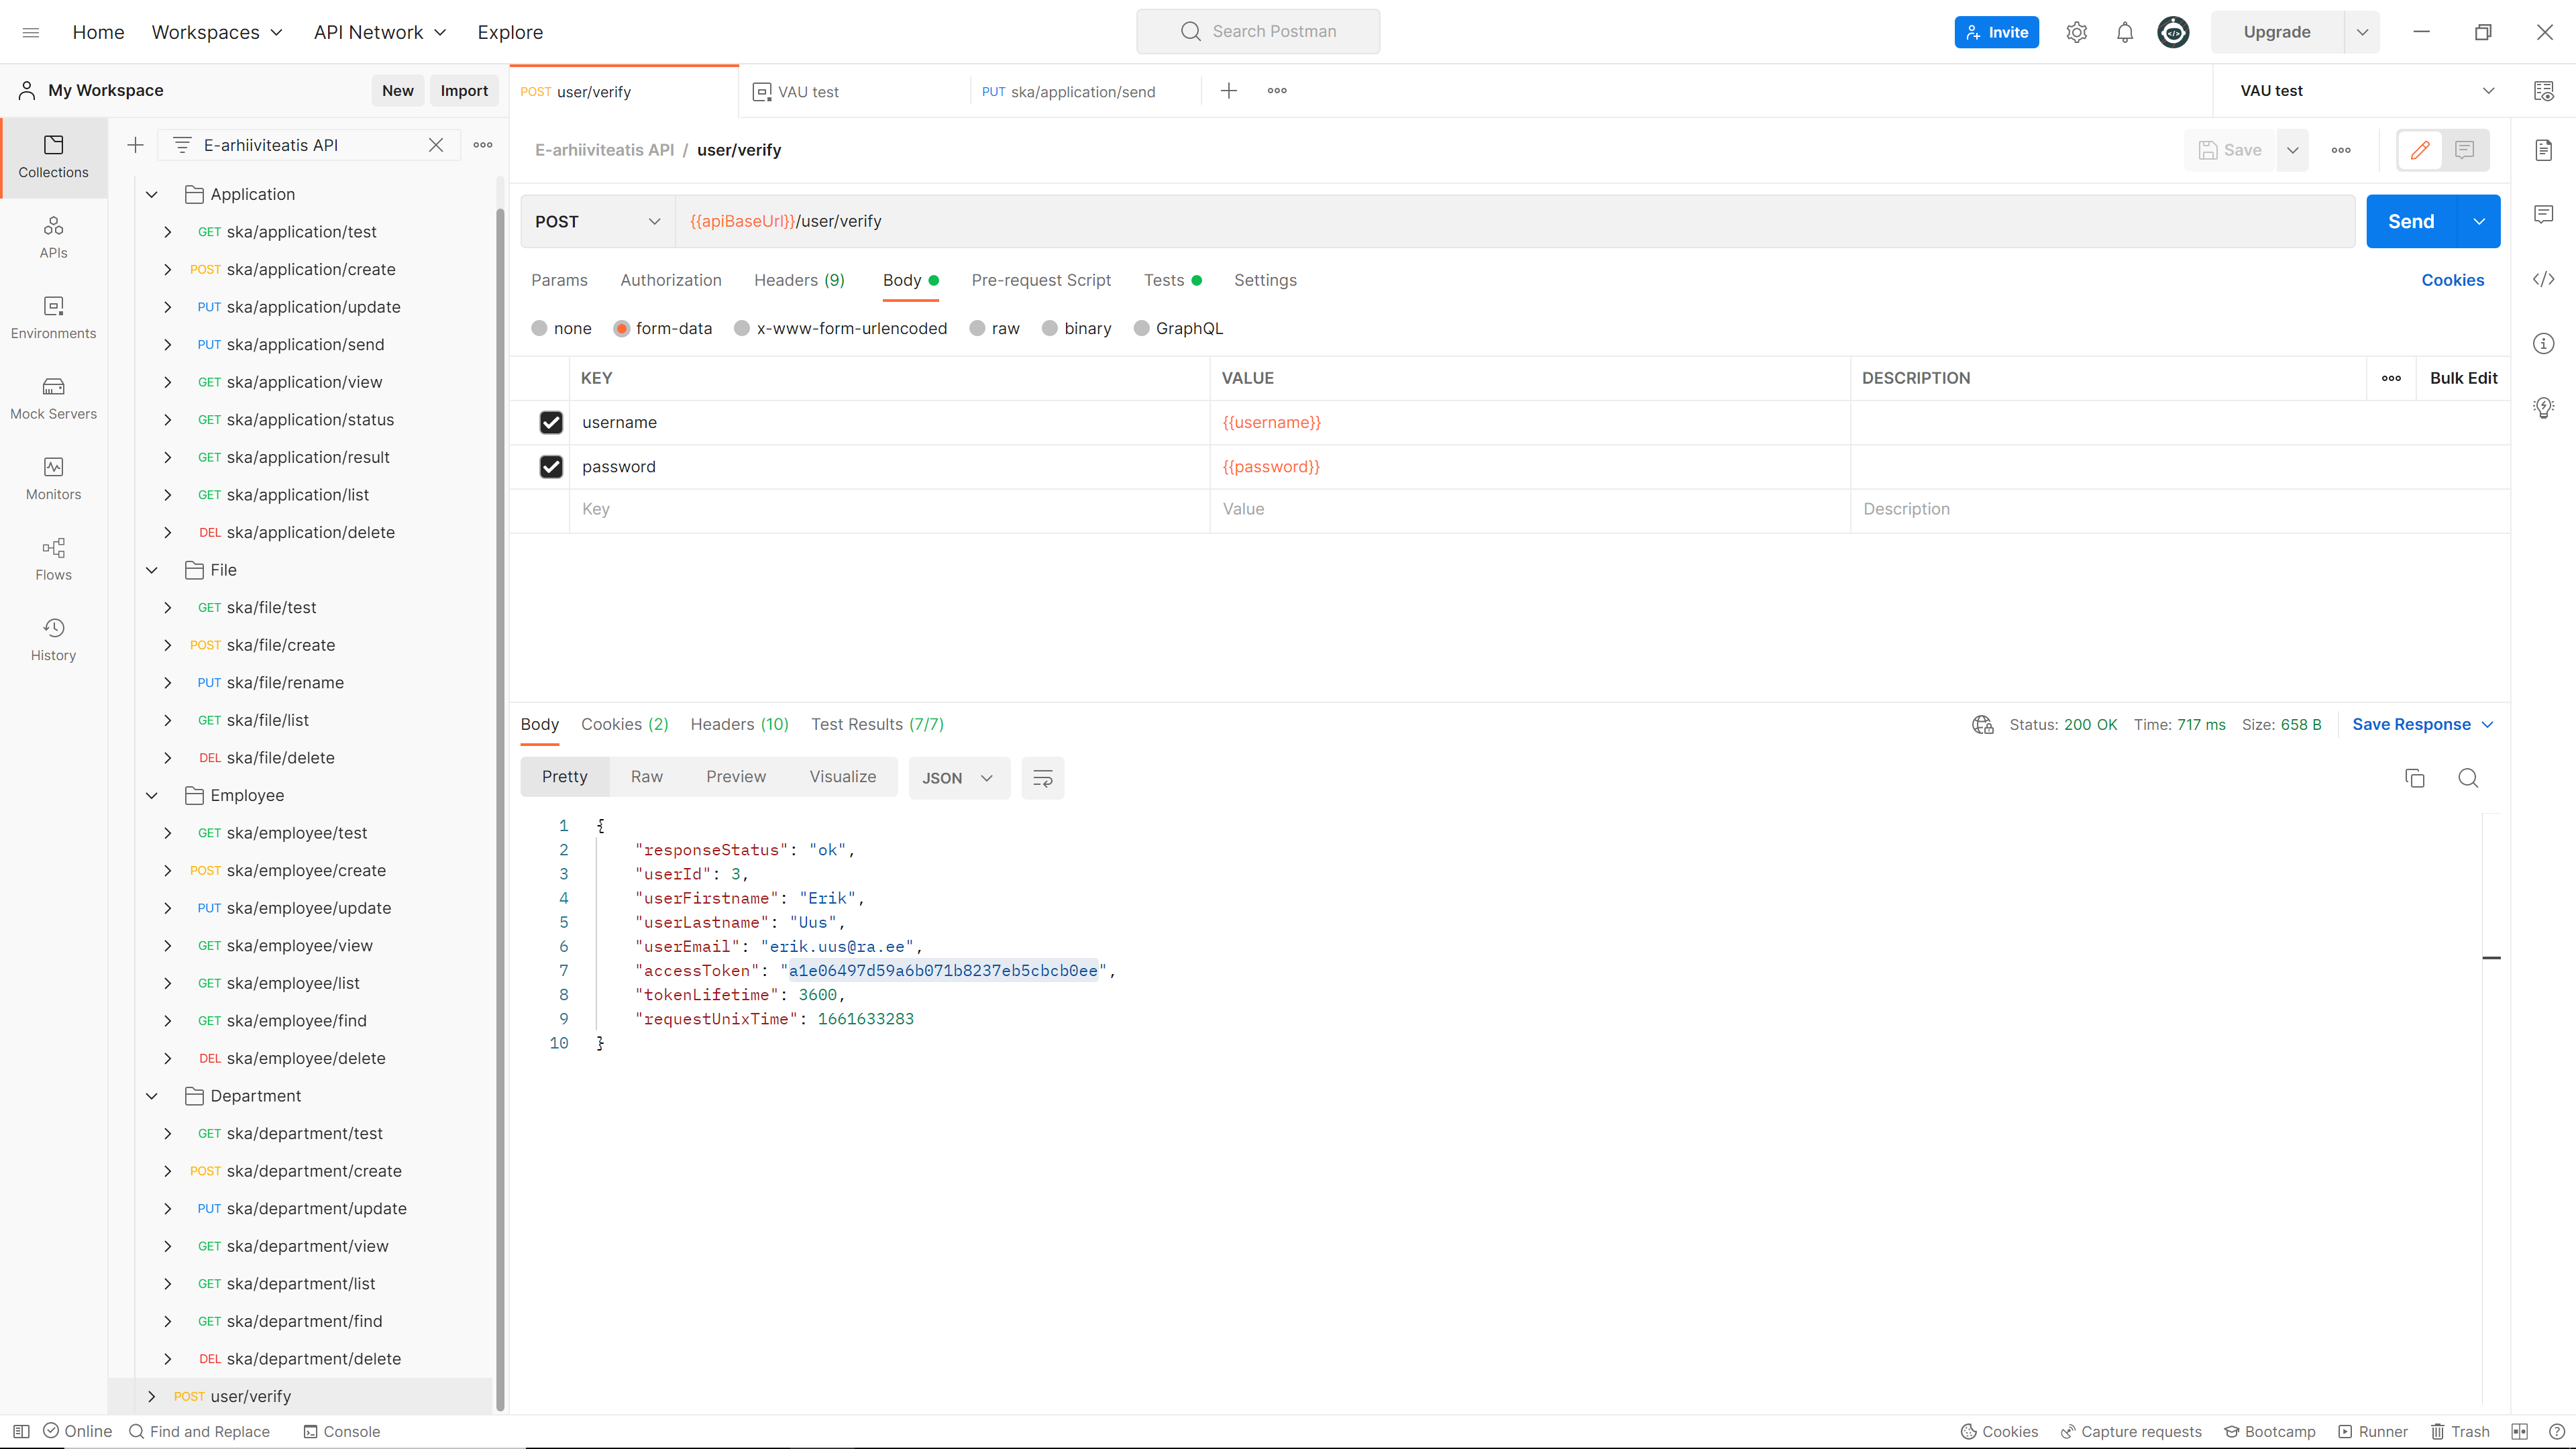 Home Workspaces API Network Explore Search Postman Invite Upgrade
My Workspace New Import POST user/verify VAU test PUT ska/application/send VAU test
Collections
APIs
Environments
Mock Servers
Monitors
Flows
History
E-arhiiviteatis API
Application
GET ska/application/test
POST ska/application/create
PUT ska/application/update
PUT ska/application/send
GET ska/application/view
GET ska/application/status
GET ska/application/result
GET ska/application/list
DEL ska/application/delete
File
GET ska/file/test
POST ska/file/create
PUT ska/file/rename
GET ska/file/list
DEL ska/file/delete
Employee
GET ska/employee/test
POST ska/employee/create
PUT ska/employee/update
GET ska/employee/view
GET ska/employee/list
GET ska/employee/find
DEL ska/employee/delete
Department
GET ska/department/test
POST ska/department/create
PUT ska/department/update
GET ska/department/view
GET ska/department/list
GET ska/department/find
DEL ska/department/delete
POST user/verify
E-arhiiviteatis API / user/verify Save
POST {{apiBaseUrl}}/user/verify Send
Params Authorization Headers (9) Body Pre-request Script Tests Settings Cookies
none form-data x-www-form-urlencoded raw binary GraphQL
KEY VALUE DESCRIPTION Bulk Edit
username {{username}}
password {{password}}
Key Value Description
Body Cookies (2) Headers (10) Test Results (7/7) Status: 200 OK Time: 717 ms Size: 658 B Save Response
Pretty Raw Preview Visualize JSON
1 {
2 "responseStatus": "ok",
3 "userId": 3,
4 "userFirstname": "Erik",
5 "userLastname": "Uus",
6 "userEmail": "erik.uus@ra.ee",
7 "accessToken": "a1e06497d59a6b071b8237eb5cbcb0ee",
8 "tokenLifetime": 3600,
9 "requestUnixTime": 1661633283
10 }
Online Find and Replace Console Cookies Capture requests Bootcamp Runner Trash